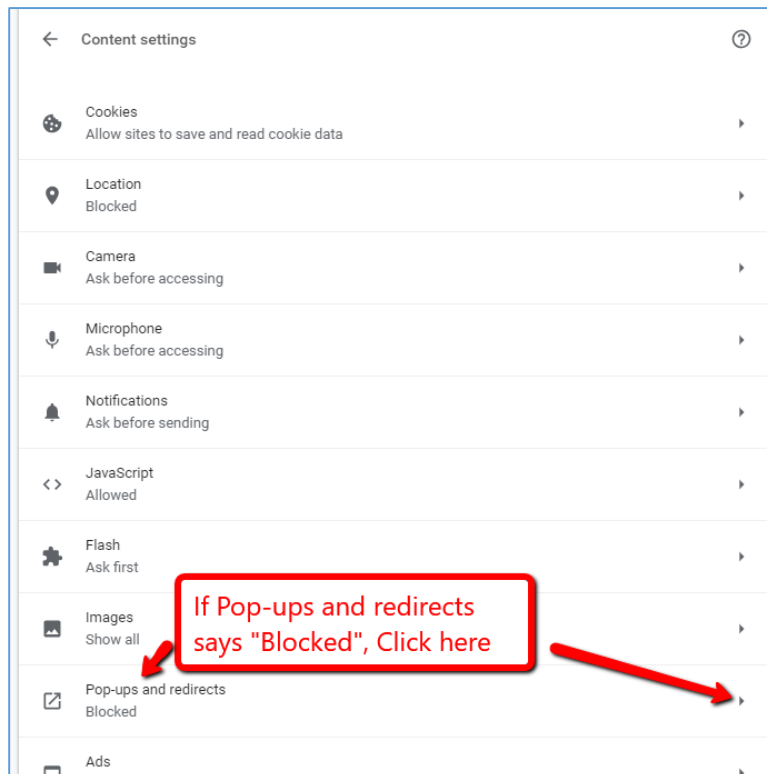 Content settings
Cookies
Allow sites to save and read cookie data
Location
Blocked
Camera
Ask before accessing
Microphone
Ask before accessing
Notifications
Ask before sending
JavaScript
Allowed
Flash
Ask first
Images
Show all
If Pop-ups and redirects
says "Blocked", Click here
Pop-ups and redirects
Blocked
Ads